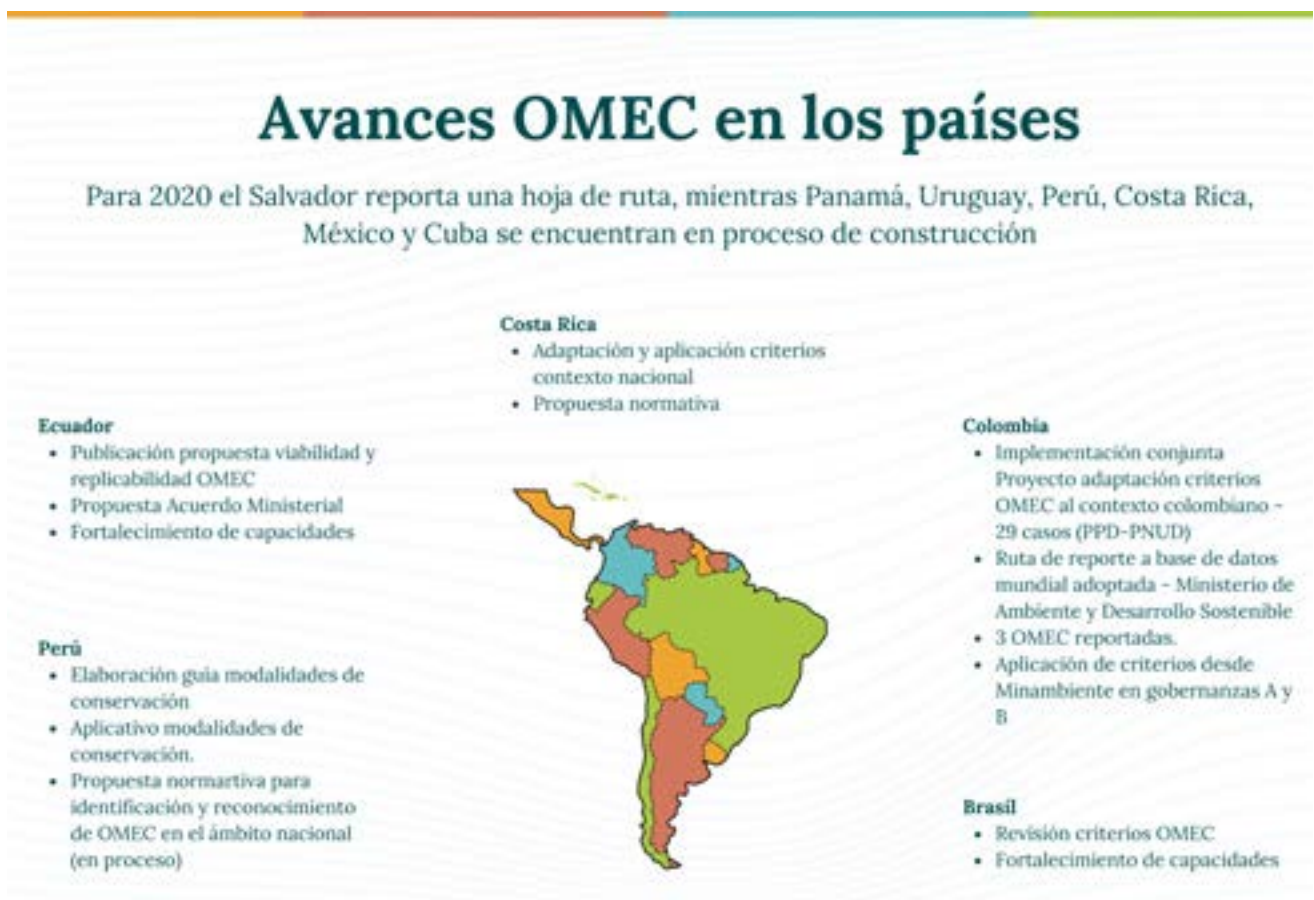 Avances OMEC en los países
Para 2020 el Salvador reporta una hoja de ruta, mientras Panamá, Uruguay, Perú, Costa Rica,
México y Cuba se encuentran en proceso de construcción
Costa Rica
• Adaptación y aplicación criterios
contexto nacional
• Propuesta normativa
Ecuador
• Publicación propuesta viabilidad y
replicabilidad OMEC
• Propuesta Acuerdo Ministerial
• Fortalecimiento de capacidades
Perú
• Elaboración guia modalidades de
conservación
• Aplicativo modalidades de
conservación.
• Propuesta normartiva para
identificación y reconocimiento
de OMEC en el ámbito nacional
(en proceso)
Colombia
• Implementación conjunta
Proyecto adaptación criterios
OMEC al contexto colombiano -
29 casos (PPD-PNUD)
• Ruta de reporte a base de datos
mundial adoptada - Ministerio de
Ambiente y Desarrollo Sostenible
• 3 OMEC reportadas.
• Aplicación de criterios desde
Minambiente en gobernanzas A y
B
Brasil
• Revisión criterios OMEC
• Fortalecimiento de capacidades